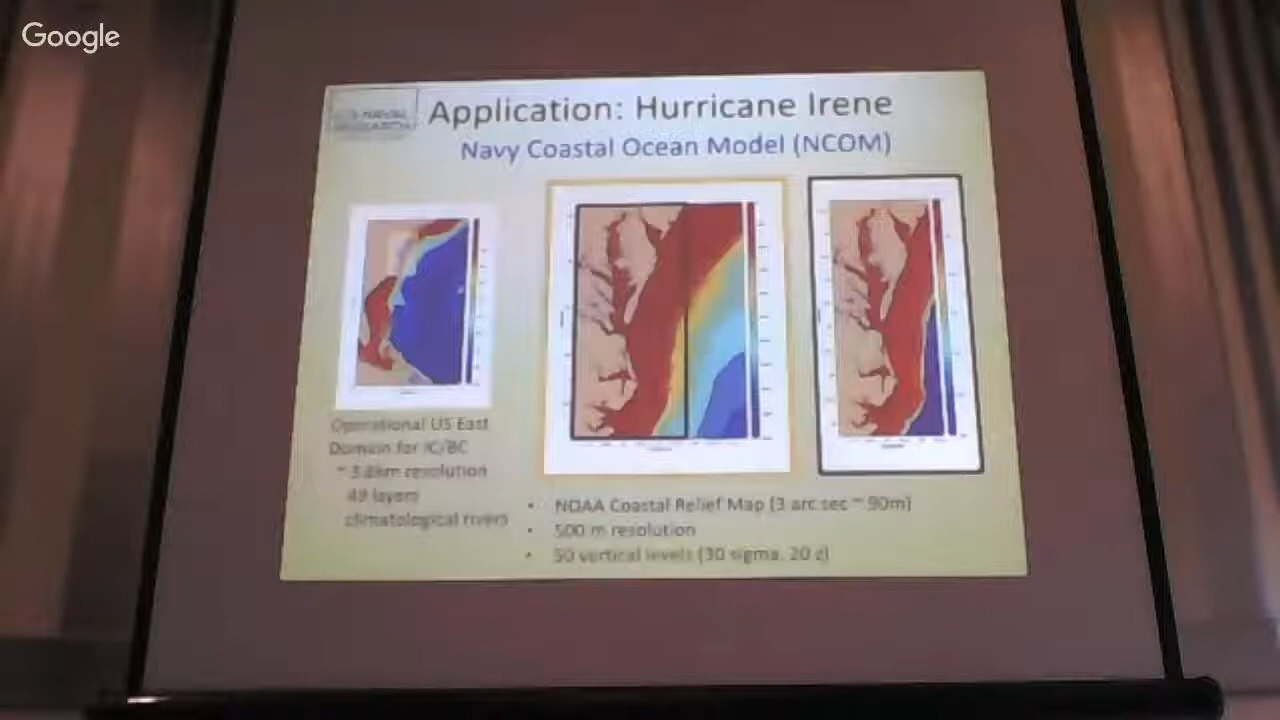 Google
U.S. NAVAL
RESEARCH
Application: Hurricane Irene
Navy Coastal Ocean Model (NCOM)
Operational US East
Domain for IC/BC
~ 3.8km resolution
49 layers
climatological rivers
• NOAA Coastal Relief Map (3 arc sec ~ 90m)
• 500 m resolution
• 50 vertical levels (30 sigma, 20 z)